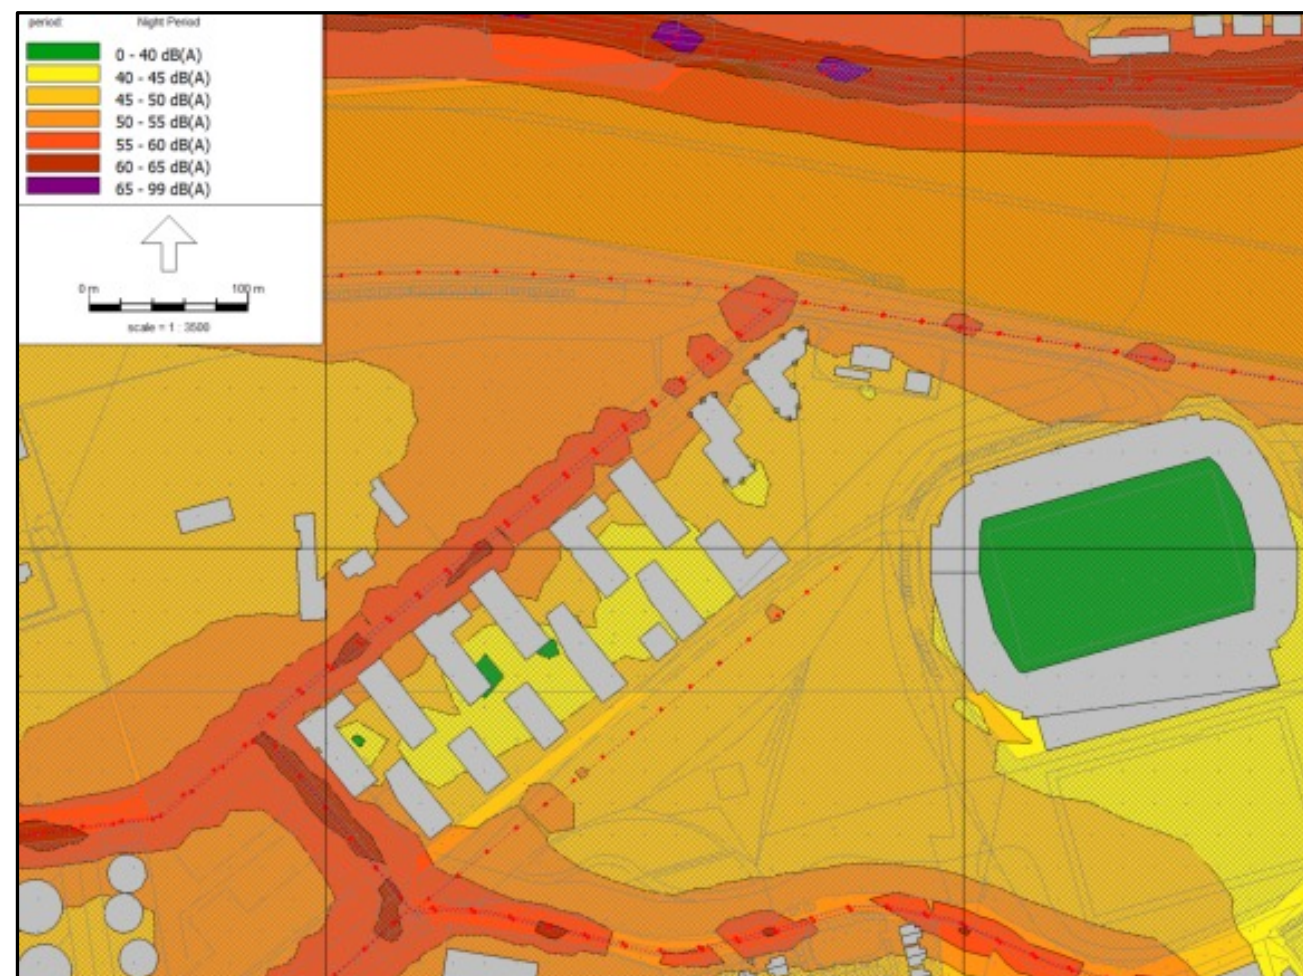 period: Night Period
0 - 40 dB(A)
40 - 45 dB(A)
45 - 50 dB(A)
50 - 55 dB(A)
55 - 60 dB(A)
60 - 65 dB(A)
65 - 99 dB(A)
0 m 100 m
scale = 1 : 3500